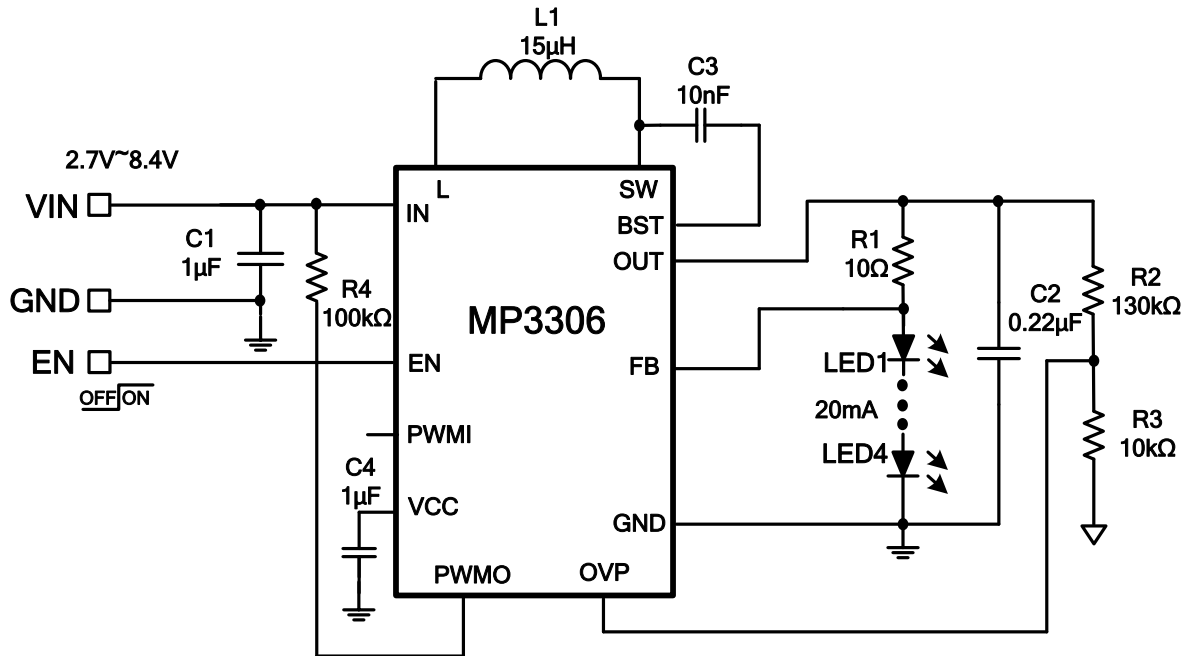 L1
15µH
C3
10nF
2.7V~8.4V
VIN
L
SW
IN
BST
C1
1µF
OUT
R1
10Ω
GND
R4
100kΩ
MP3306
C2
0.22µF
R2
130kΩ
EN
OFF ON
EN
FB
LED1
20mA
PWMI
R3
10kΩ
C4
1µF
LED4
VCC
GND
PWMO
OVP